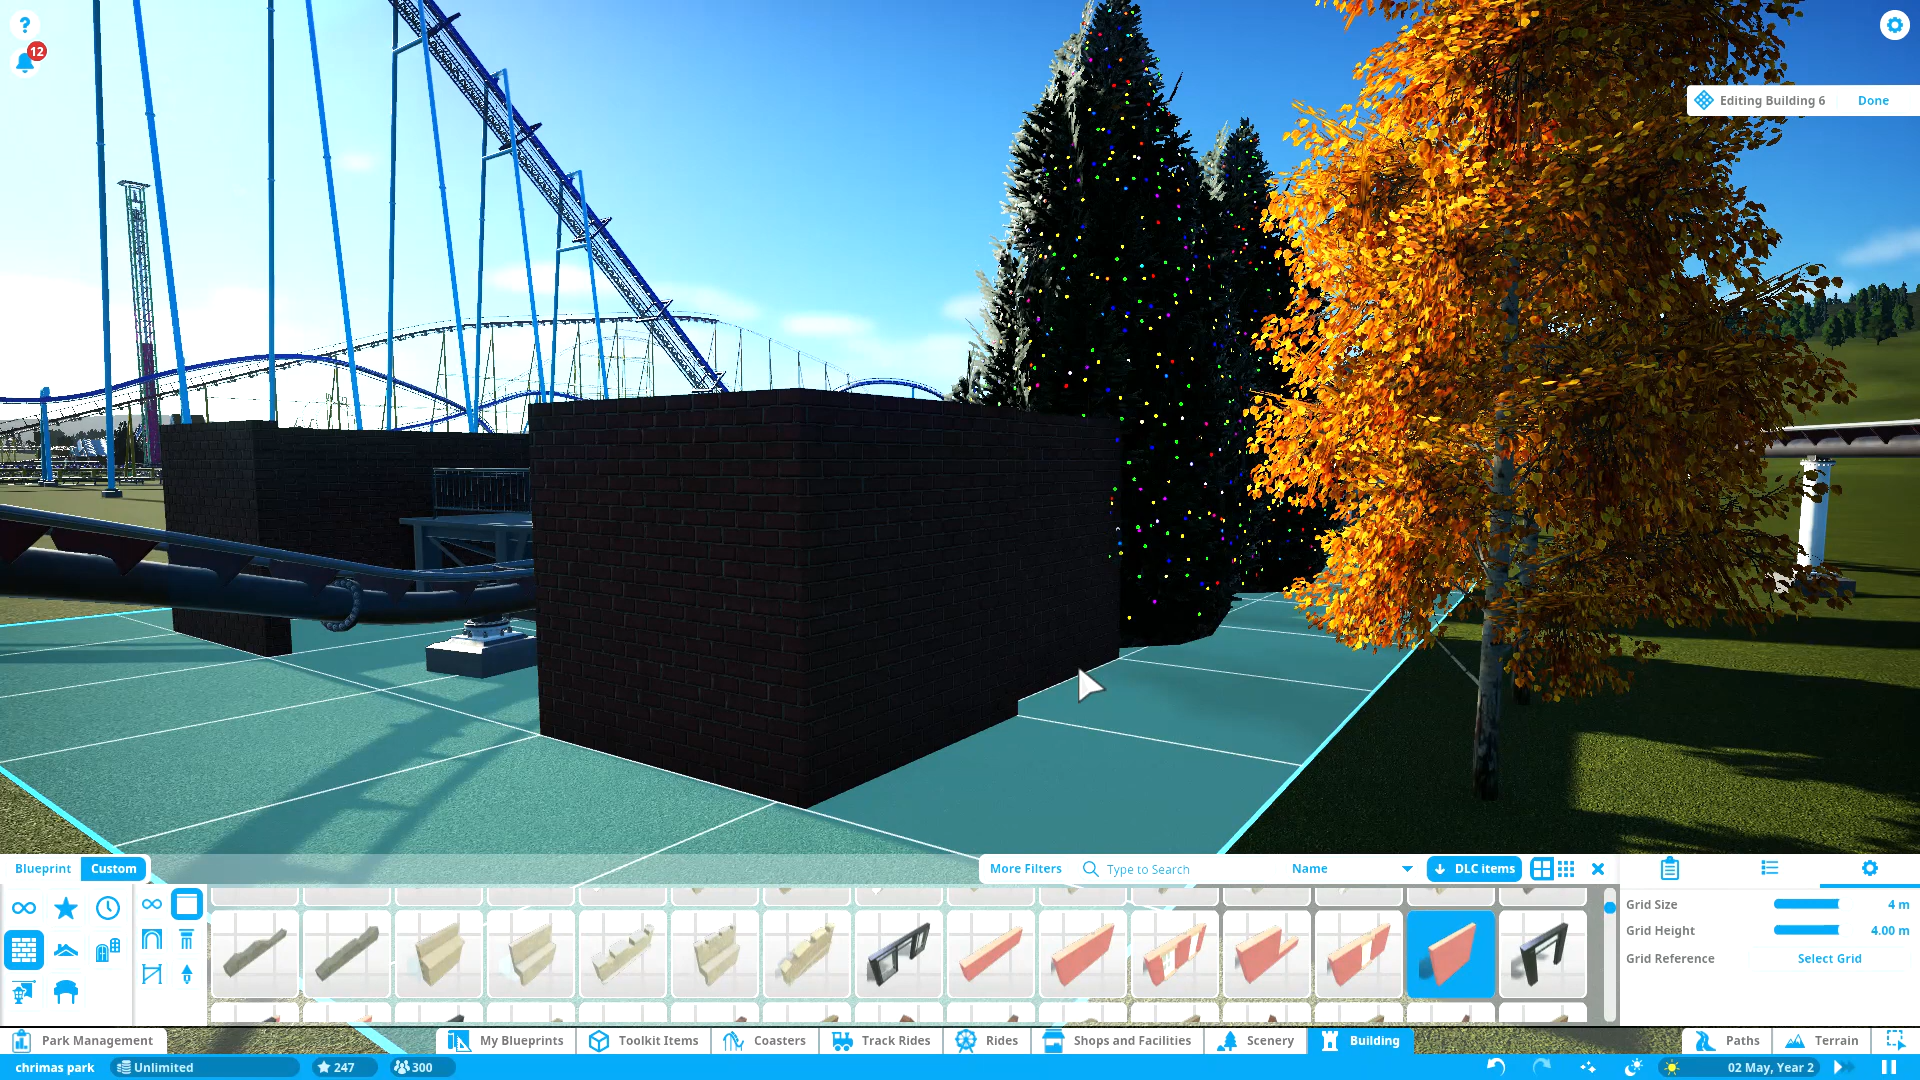 ?
12
Editing Building 6 Done
Blueprint Custom
More Filters Type to Search Name DLC items
Grid Size 4 m
Grid Height 4.00 m
Grid Reference Select Grid
Park Management My Blueprints Toolkit Items Coasters Track Rides Rides Shops and Facilities Scenery Building Paths Terrain
chrimas park Unlimited 247 300 02 May, Year 2